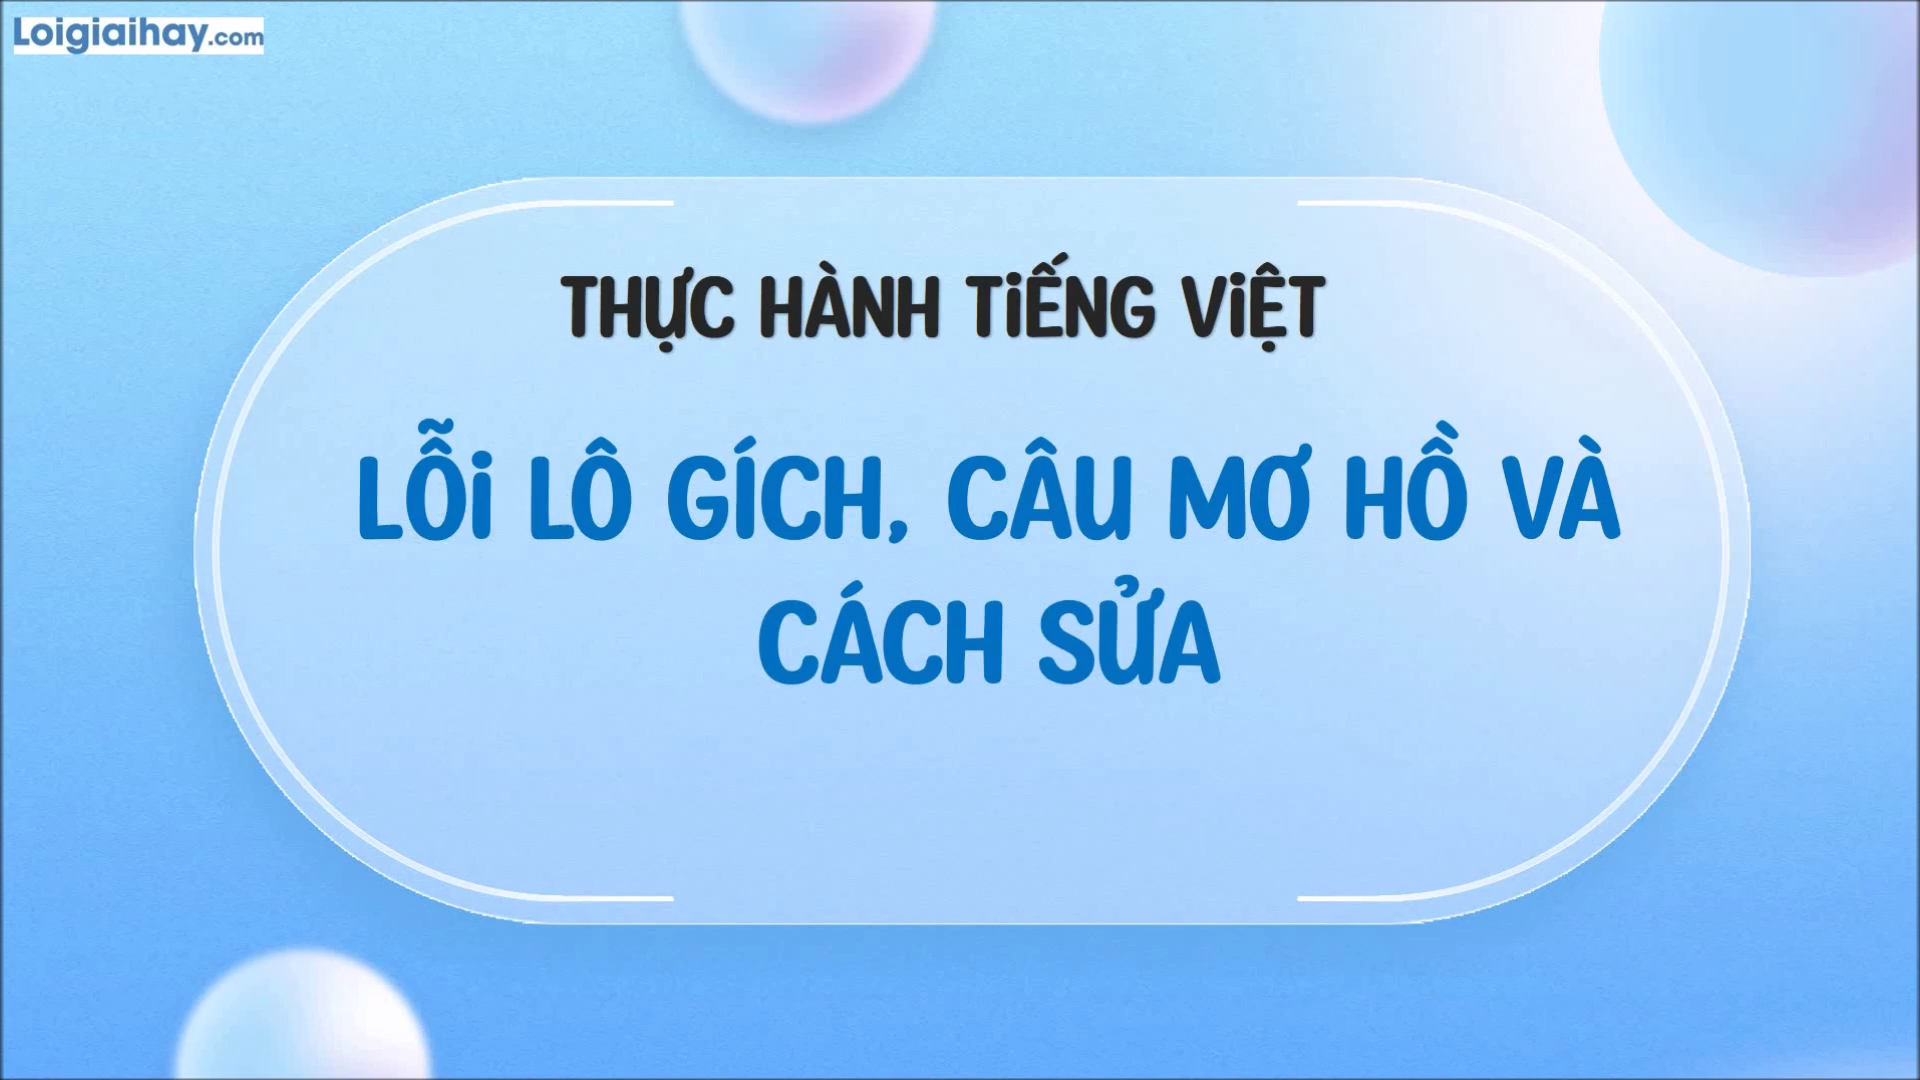 Loigiaihay.com
THỰC HÀNH TIẾNG VIỆT
LỖI LÔ GÍCH, CÂU MƠ HỒ VÀ
CÁCH SỬA